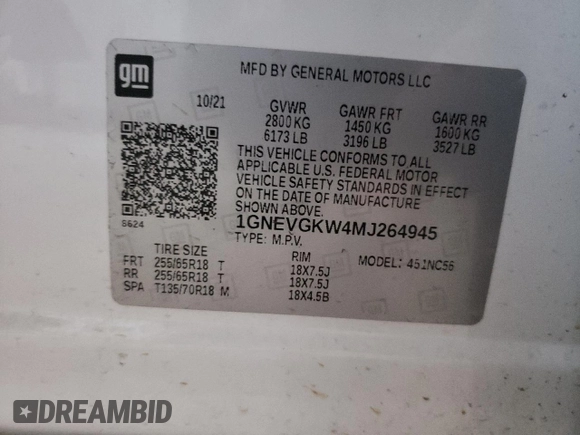 gm
MFD BY GENERAL MOTORS LLC
10/21 GVWR GAWR FRT GAWR RR
2800 KG 1450 KG 1600 KG
6173 LB 3196 LB 3527 LB
THIS VEHICLE CONFORMS TO ALL
APPLICABLE U.S. FEDERAL MOTOR
VEHICLE SAFETY STANDARDS IN EFFECT
ON THE DATE OF MANUFACTURE
SHOWN ABOVE.
S624 1GNEVGKW4MJ264945
TYPE: M.P.V.
TIRE SIZE RIM MODEL: 451NC56
FRT 255/65R18 T 18X7.5J
RR 255/65R18 T 18X7.5J
SPA T135/70R18 M 18X4.5B
DREAMBID